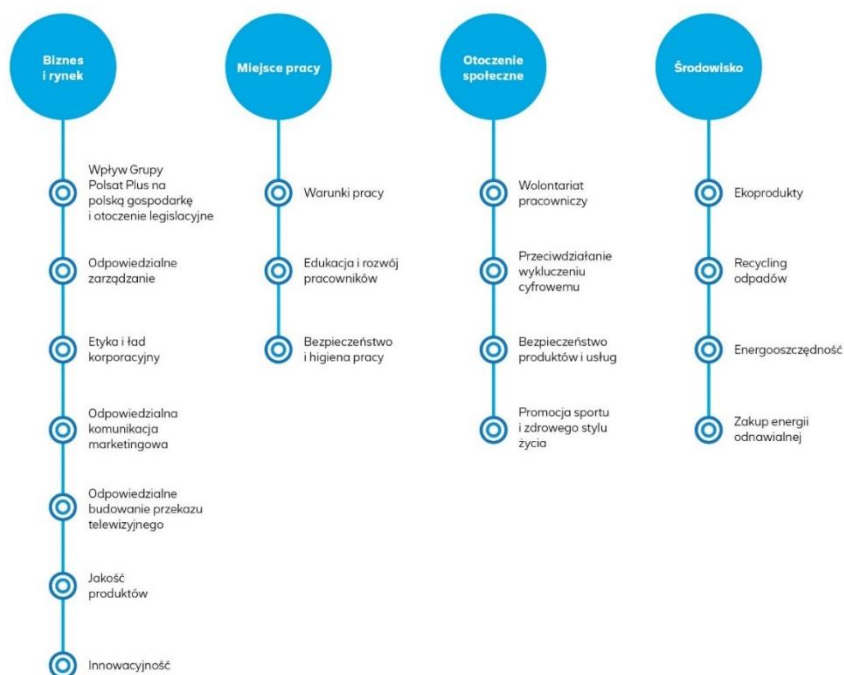 Biznes
i rynek
Wpływ Grupy
Polsat Plus na
polską gospodarkę
i otoczenie legislacyjne
Odpowiedzialne
zarządzanie
Etyka i ład
korporacyjny
Odpowiedzialna
komunikacja
marketingowa
Odpowiedzialne
budowanie przekazu
telewizyjnego
Jakość
produktów
Innowacyjność
Miejsce pracy
Warunki pracy
Edukacja i rozwój
pracowników
Bezpieczeństwo
i higiena pracy
Otoczenie
społeczne
Wolontariat
pracowniczy
Przeciwdziałanie
wykluczeniu
cyfrowemu
Bezpieczeństwo
produktów i usług
Promocja sportu
i zdrowego stylu
życia
Środowisko
Ekoprodukty
Recycling
odpadów
Energooszczędność
Zakup energii
odnawialnej